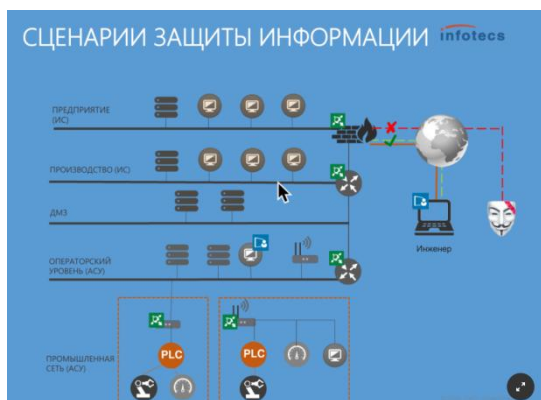 СЦЕНАРИИ ЗАЩИТЫ ИНФОРМАЦИИ
infotecs
ПРЕДПРИЯТИЕ
(ИС)
ПРОИЗВОДСТВО (ИС)
ДМЗ
Инженер
ОПЕРАТОРСКИЙ
УРОВЕНЬ (АСУ)
PLC
PLC
ПРОМЫШЛЕННАЯ
СЕТЬ (АСУ)